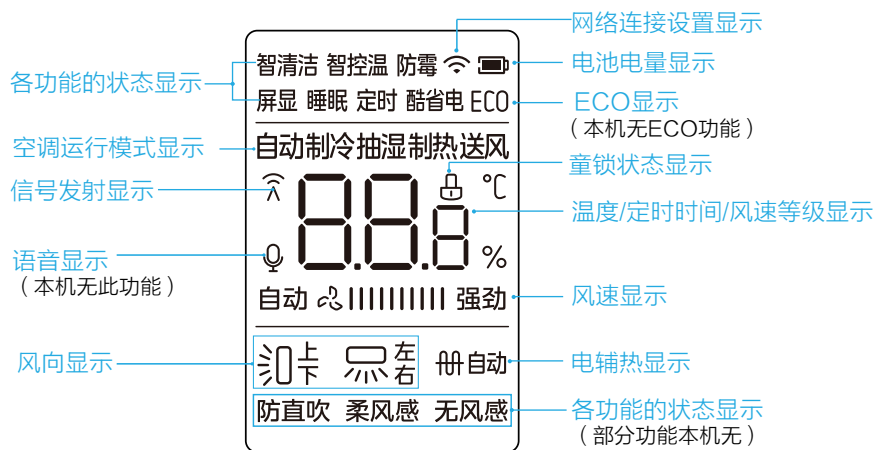 网络连接设置显示
智清洁 智控温 防霉
电池电量显示
各功能的状态显示
屏显 睡眠 定时 酷省电 ECO
ECO显示
（本机无ECO功能）
空调运行模式显示
自动制冷抽湿制热送风
童锁状态显示
信号发射显示
℃
88.8
温度/定时时间/风速等级显示
语音显示
（本机无此功能）
%
自动 强劲
风速显示
风向显示
上下 左右
自动
电辅热显示
防直吹 柔风感 无风感
各功能的状态显示
（部分功能本机无）